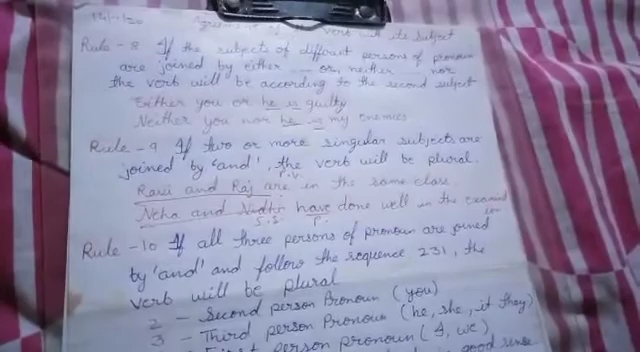 Agreement of the verb with its subject
Rule - 8 If the subjects of different persons of pronoun
are joined by either ... or, neither ... nor
the verb will be according to the second subject
Either you or he is guilty
Neither you nor he is my enemies
Rule - 9 If two or more singular subjects are
joined by 'and', the verb will be plural.
P.V.
Ravi and Raj are in the same class.
Neha and Nidhi have done well in the
S.S. P.
Rule - 10 If all three persons of pronoun are joined
by 'and' and follow the sequence 231, the
verb will be plural
2 - Second person Pronoun (you)
3 - Third person Pronoun (he, she, it they)
First person pronoun (I, we)
good sense